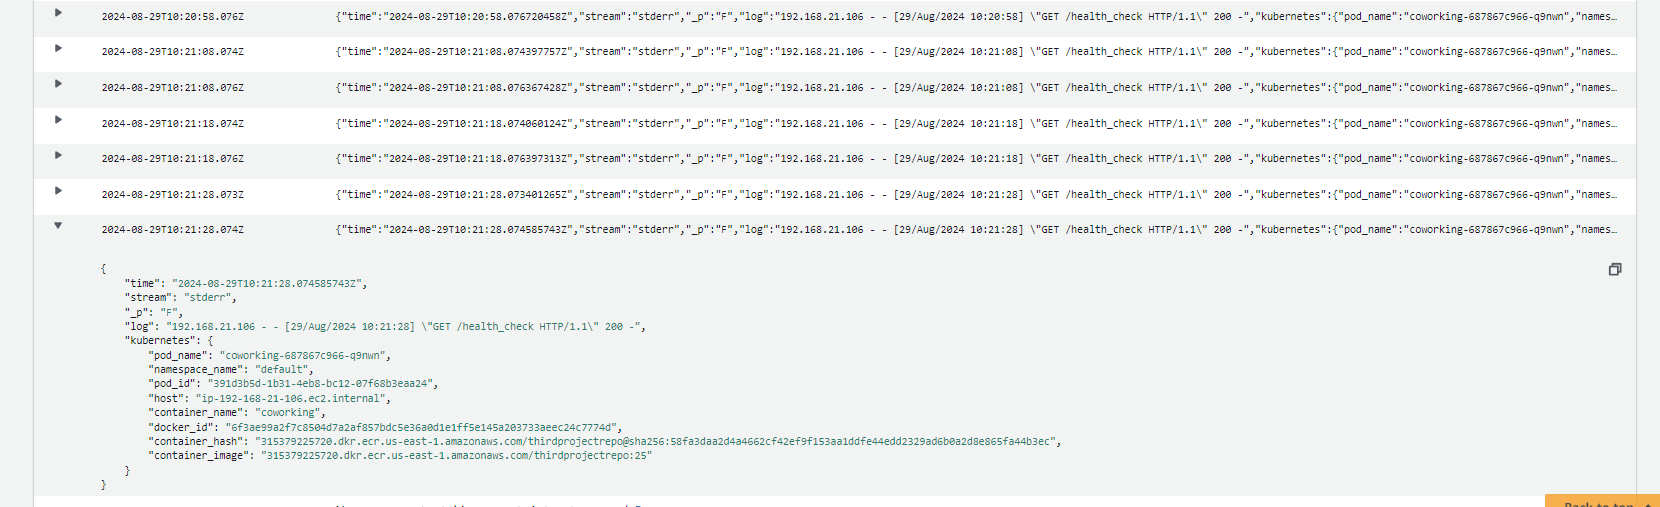 2024-08-29T10:20:58.076Z {"time":"2024-08-29T10:20:58.076720458Z","stream":"stderr","_p":"F","log":"192.168.21.106 - - [29/Aug/2024 10:20:58] \"GET /health_check HTTP/1.1\" 200 -","kubernetes":{"pod_name":"coworking-687867c966-q9nwn","names…
2024-08-29T10:21:08.074Z {"time":"2024-08-29T10:21:08.074397757Z","stream":"stderr","_p":"F","log":"192.168.21.106 - - [29/Aug/2024 10:21:08] \"GET /health_check HTTP/1.1\" 200 -","kubernetes":{"pod_name":"coworking-687867c966-q9nwn","names…
2024-08-29T10:21:08.076Z {"time":"2024-08-29T10:21:08.076367428Z","stream":"stderr","_p":"F","log":"192.168.21.106 - - [29/Aug/2024 10:21:08] \"GET /health_check HTTP/1.1\" 200 -","kubernetes":{"pod_name":"coworking-687867c966-q9nwn","names…
2024-08-29T10:21:18.074Z {"time":"2024-08-29T10:21:18.074060124Z","stream":"stderr","_p":"F","log":"192.168.21.106 - - [29/Aug/2024 10:21:18] \"GET /health_check HTTP/1.1\" 200 -","kubernetes":{"pod_name":"coworking-687867c966-q9nwn","names…
2024-08-29T10:21:18.076Z {"time":"2024-08-29T10:21:18.076397313Z","stream":"stderr","_p":"F","log":"192.168.21.106 - - [29/Aug/2024 10:21:18] \"GET /health_check HTTP/1.1\" 200 -","kubernetes":{"pod_name":"coworking-687867c966-q9nwn","names…
2024-08-29T10:21:28.073Z {"time":"2024-08-29T10:21:28.073401265Z","stream":"stderr","_p":"F","log":"192.168.21.106 - - [29/Aug/2024 10:21:28] \"GET /health_check HTTP/1.1\" 200 -","kubernetes":{"pod_name":"coworking-687867c966-q9nwn","names…
2024-08-29T10:21:28.074Z {"time":"2024-08-29T10:21:28.074585743Z","stream":"stderr","_p":"F","log":"192.168.21.106 - - [29/Aug/2024 10:21:28] \"GET /health_check HTTP/1.1\" 200 -","kubernetes":{"pod_name":"coworking-687867c966-q9nwn","names…
{
"time": "2024-08-29T10:21:28.074585743Z",
"stream": "stderr",
"_p": "F",
"log": "192.168.21.106 - - [29/Aug/2024 10:21:28] \"GET /health_check HTTP/1.1\" 200 -",
"kubernetes": {
"pod_name": "coworking-687867c966-q9nwn",
"namespace_name": "default",
"pod_id": "391d3b5d-1b31-4eb8-bc12-07f68b3eaa24",
"host": "ip-192-168-21-106.ec2.internal",
"container_name": "coworking",
"docker_id": "6f3ae99a2f7c8504d7a2af857bdc5e36a0d1e1ff5e145a203733aeec24c7774d",
"container_hash": "315379225720.dkr.ecr.us-east-1.amazonaws.com/thirdprojectrepo@sha256:58fa3daa2d4a4662cf42ef9f153aa1ddfe44edd2329ad6b0a2d8e865fa44b3ec",
"container_image": "315379225720.dkr.ecr.us-east-1.amazonaws.com/thirdprojectrepo:25"
}
}
Back to top